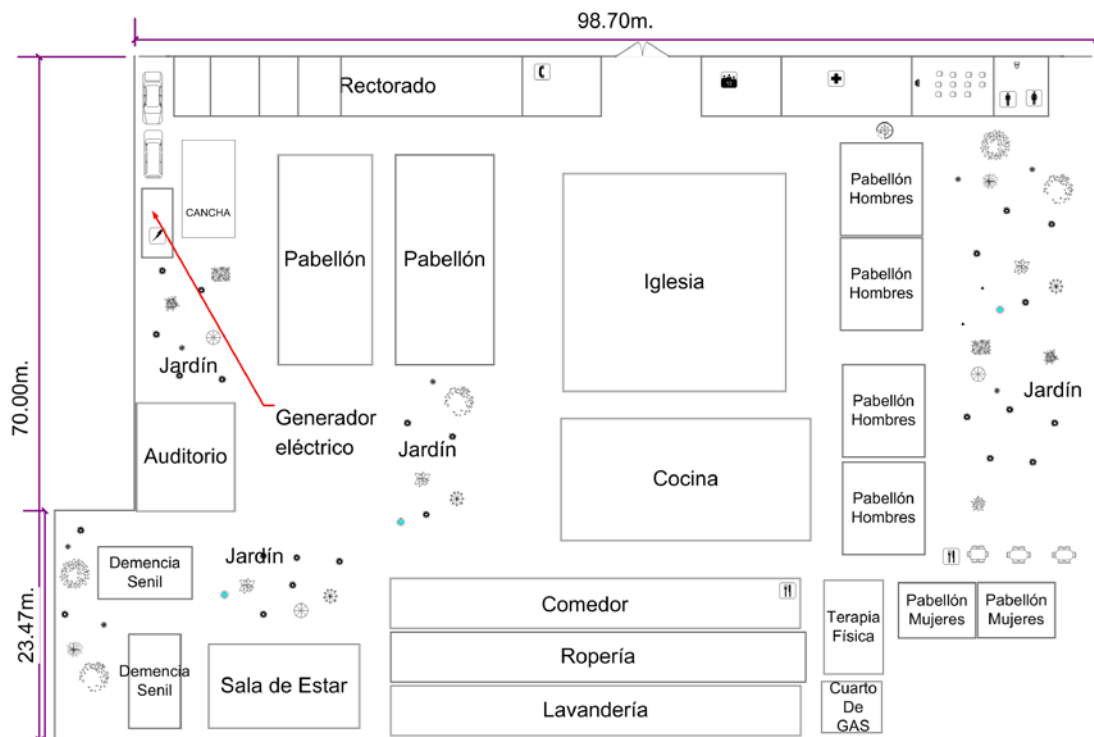 98.70m.
Rectorado
CANCHA
Pabellón
Pabellón
Iglesia
Pabellón
Hombres
Pabellón
Hombres
70.00m.
Jardín
Generador
eléctrico
Jardín
Pabellón
Hombres
Jardín
Auditorio
Cocina
Pabellón
Hombres
23.47m.
Demencia
Senil
Jardín
Comedor
Terapia
Física
Pabellón
Mujeres
Pabellón
Mujeres
Demencia
Senil
Sala de Estar
Ropería
Lavandería
Cuarto
De
GAS